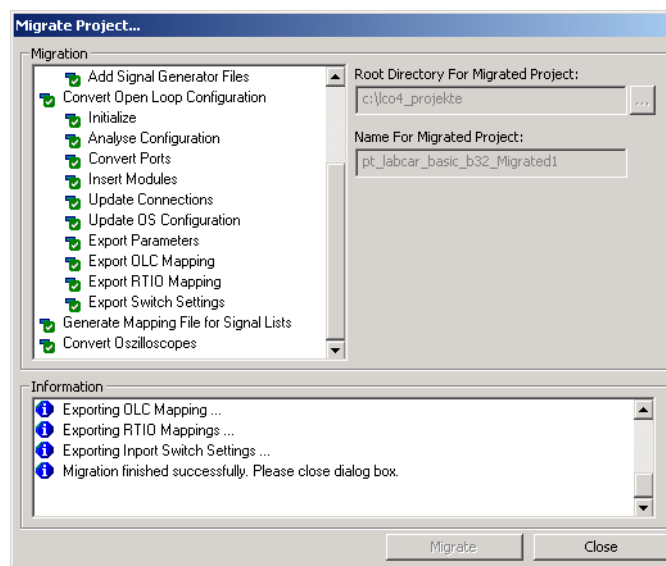 Migrate Project...
Migration
Add Signal Generator Files
Convert Open Loop Configuration
Initialize
Analyse Configuration
Convert Ports
Insert Modules
Update Connections
Update OS Configuration
Export Parameters
Export OLC Mapping
Export RTIO Mapping
Export Switch Settings
Generate Mapping File for Signal Lists
Convert Oszilloscopes
Root Directory For Migrated Project:
c:\lco4_projekte
...
Name For Migrated Project:
pt_labcar_basic_b32_Migrated1
Information
Exporting OLC Mapping ...
Exporting RTIO Mappings ...
Exporting Inport Switch Settings ...
Migration finished successfully. Please close dialog box.
Migrate
Close